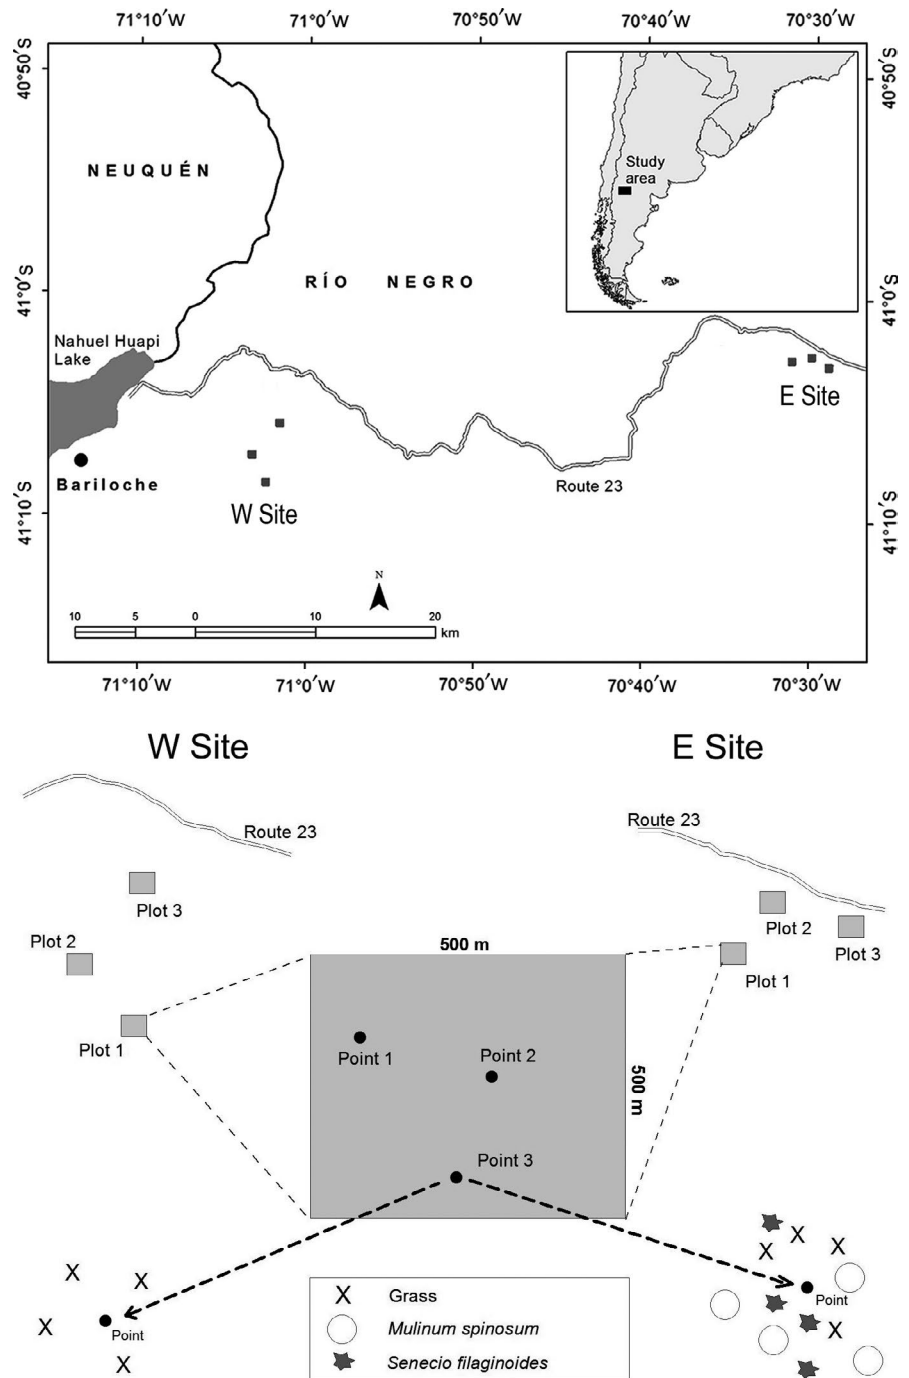 71°10´W 71°0´W 70°50´W 70°40´W 70°30´W
40°50´S
40°50´S
NEUQUÉN
Study
area
RÍO NEGRO
41°0´S
41°0´S
Nahuel Huapi
Lake
E Site
Bariloche
Route 23
W Site
41°10´S
41°10´S
N
10 5 0 10 20
km
71°10´W 71°0´W 70°50´W 70°40´W 70°30´W
W Site
E Site
Route 23
Route 23
Plot 3
Plot 2
Plot 1
Plot 2
Plot 3
Plot 1
500 m
500 m
Point 1
Point 2
Point 3
Point
Point
X Grass
Mulinum spinosum
Senecio filaginoides